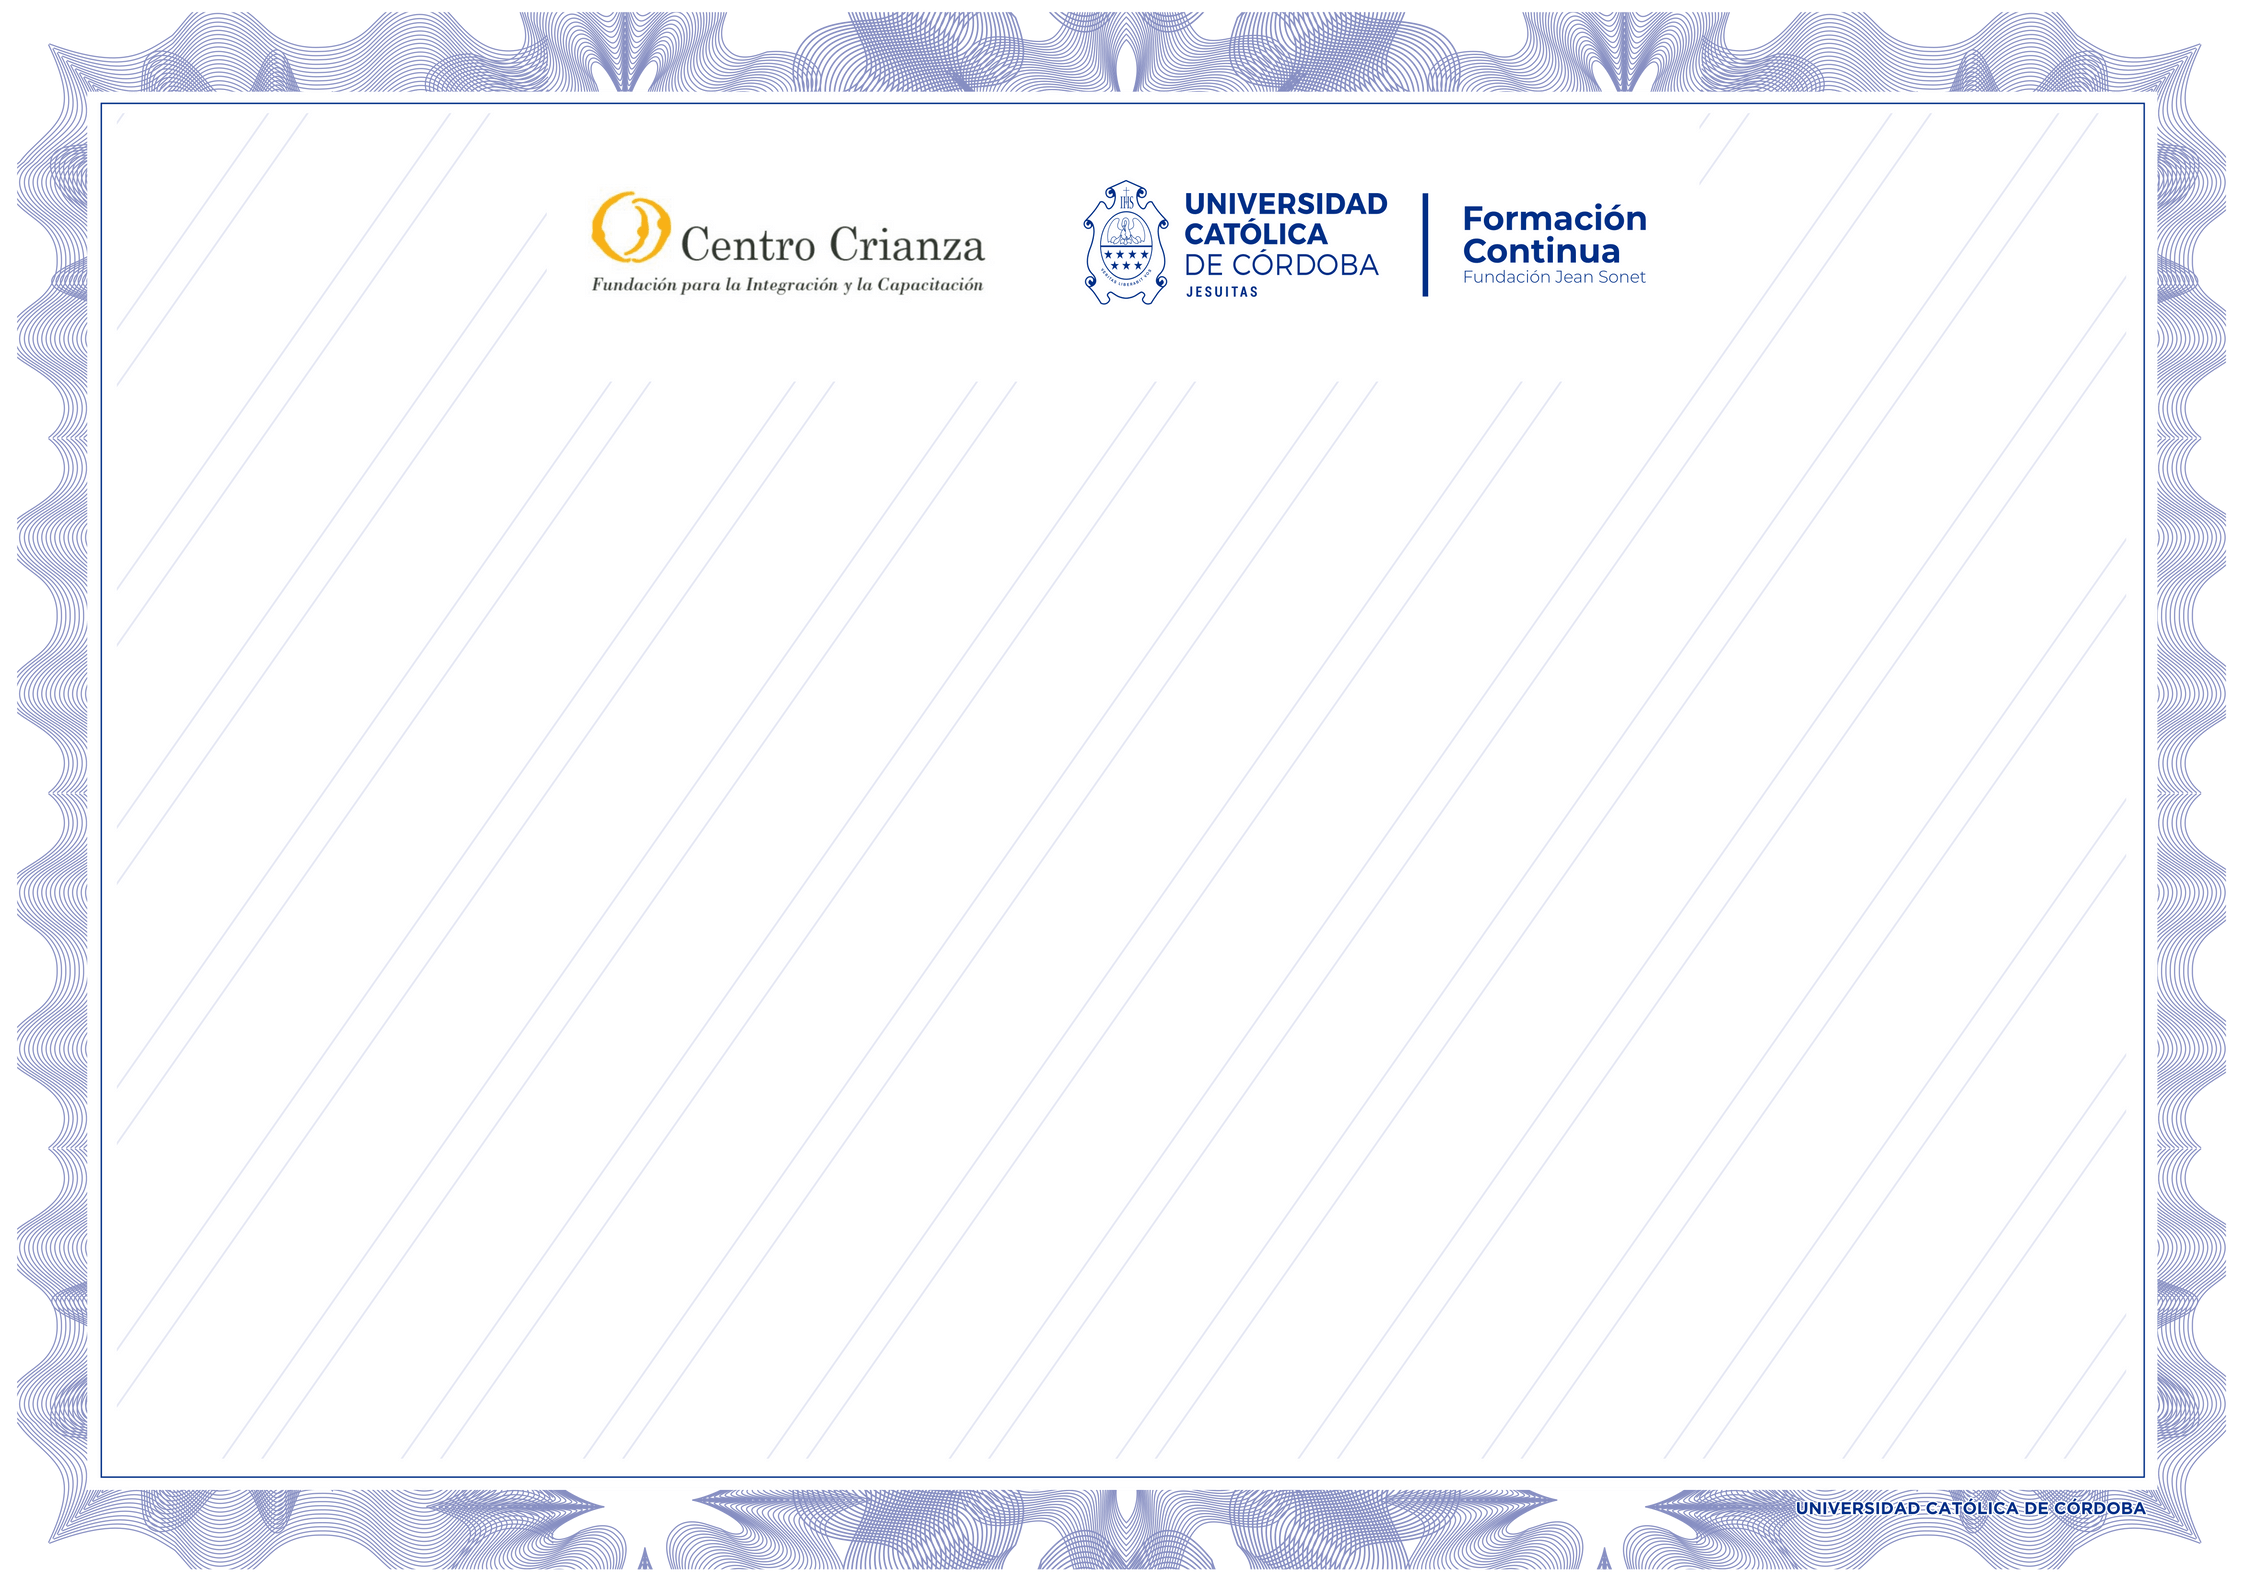 Centro Crianza
Fundación para la Integración y la Capacitación
IHS
UNIVERSIDAD
CATÓLICA
DE CÓRDOBA
JESUITAS
Formación
Continua
Fundación Jean Sonet
UNIVERSIDAD CATÓLICA DE CÓRDOBA